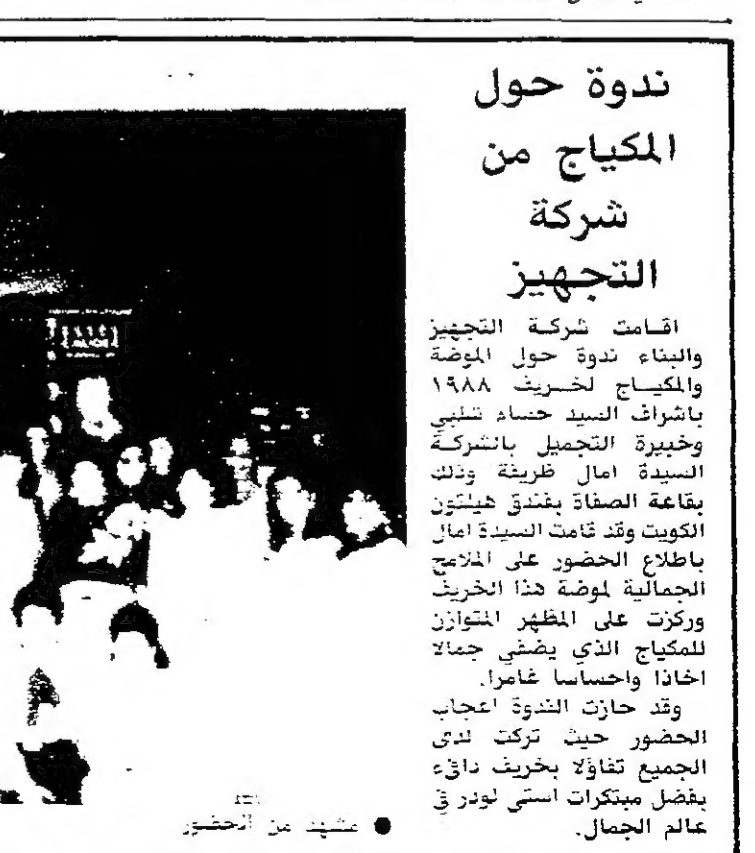 ندوة حول
المكياج من
شركة
التجهيز
اقامت شركة التجهيز
والبناء ندوة حول الموضة
والمكياج لخريف ١٩٨٨
باشراف السيد حسام شلبي
وخبيرة التجميل بالشركة
السيدة امال ظريفة وذلك
بقاعة الصفاة بفندق هيلتون
الكويت وقد قامت السيدة امال
باطلاع الحضور على الملامح
الجمالية لموضة هذا الخريف
وركزت على المظهر المتوازن
للمكياج الذي يضفي جمالا
اخاذا واحساسا غامرا.
وقد حازت الندوة اعجاب
الحضور حيث تركت لدى
الجميع تفاؤلا بخريف دافىء
بفضل مبتكرات استي لودر في
عالم الجمال.
● مشهد من الحضور